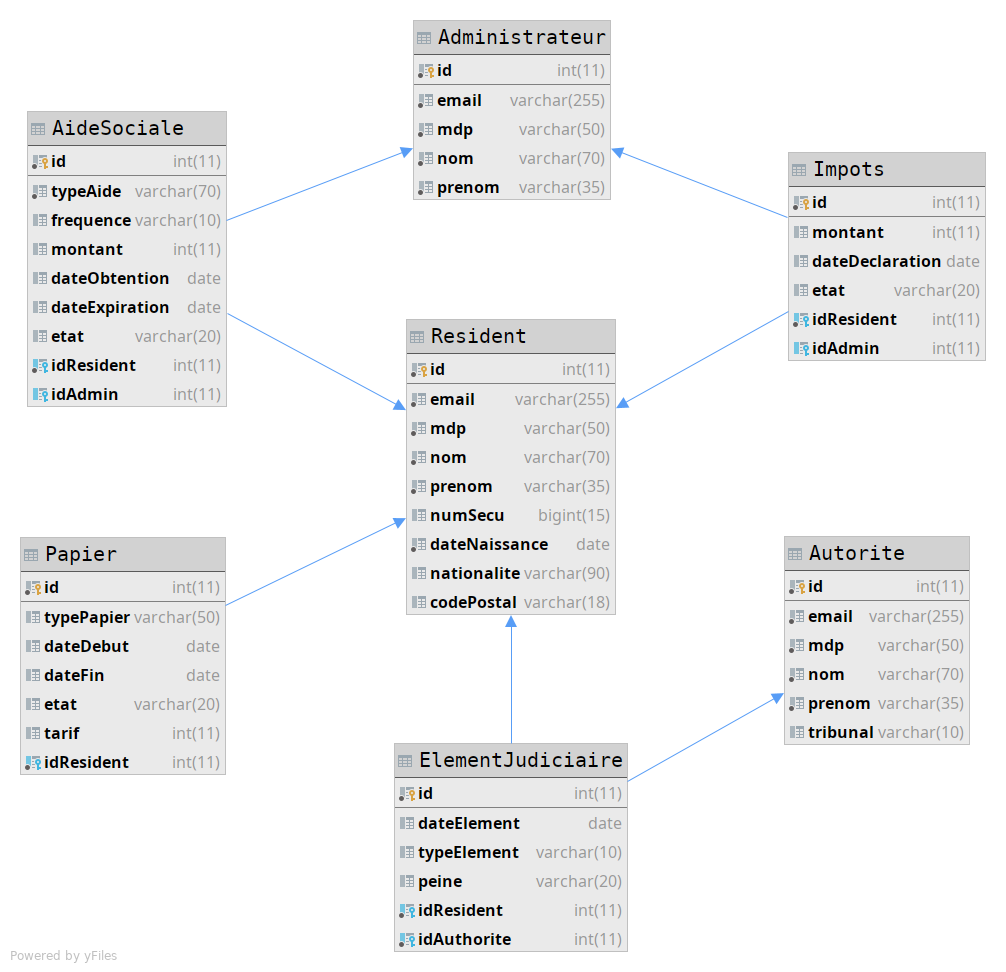 Administrateur
id int(11)
email varchar(255)
mdp varchar(50)
nom varchar(70)
prenom varchar(35)
AideSociale
id int(11)
typeAide varchar(70)
frequence varchar(10)
montant int(11)
dateObtention date
dateExpiration date
etat varchar(20)
idResident int(11)
idAdmin int(11)
Impots
id int(11)
montant int(11)
dateDeclaration date
etat varchar(20)
idResident int(11)
idAdmin int(11)
Resident
id int(11)
email varchar(255)
mdp varchar(50)
nom varchar(70)
prenom varchar(35)
numSecu bigint(15)
dateNaissance date
nationalite varchar(90)
codePostal varchar(18)
Papier
id int(11)
typePapier varchar(50)
dateDebut date
dateFin date
etat varchar(20)
tarif int(11)
idResident int(11)
Autorite
id int(11)
email varchar(255)
mdp varchar(50)
nom varchar(70)
prenom varchar(35)
tribunal varchar(10)
ElementJudiciaire
id int(11)
dateElement date
typeElement varchar(10)
peine varchar(20)
idResident int(11)
idAuthorite int(11)
Powered by yFiles